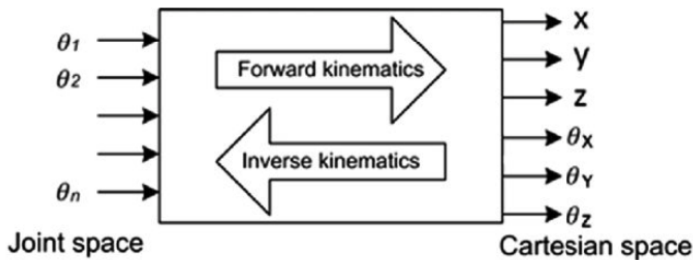 θ1
θ2
θn
Joint space
Forward kinematics
Inverse kinematics
X
y
z
θX
θY
θZ
Cartesian space